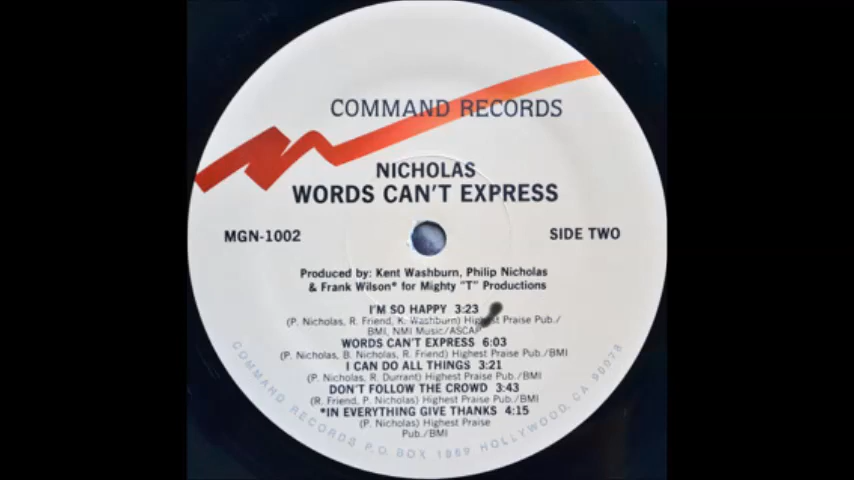 COMMAND RECORDS
NICHOLAS
WORDS CAN'T EXPRESS
MGN-1002
SIDE TWO
Produced by: Kent Washburn, Philip Nicholas
& Frank Wilson* for Mighty "T" Productions
I'M SO HAPPY 3:23
(P. Nicholas, R. Friend, K. Washburn) Highest Praise Pub./
BMI, NMI Music/ASCAP
WORDS CAN'T EXPRESS 6:03
(P. Nicholas, B. Nicholas, R. Friend) Highest Praise Pub./BMI
I CAN DO ALL THINGS 3:21
(P. Nicholas, R. Durrant) Highest Praise Pub./BMI
DON'T FOLLOW THE CROWD 3:43
(R. Friend, P. Nicholas) Highest Praise Pub./BMI
*IN EVERYTHING GIVE THANKS 4:15
(P. Nicholas) Highest Praise
Pub./BMI
COMMAND RECORDS P.O. BOX 1869 HOLLYWOOD, CA 90078